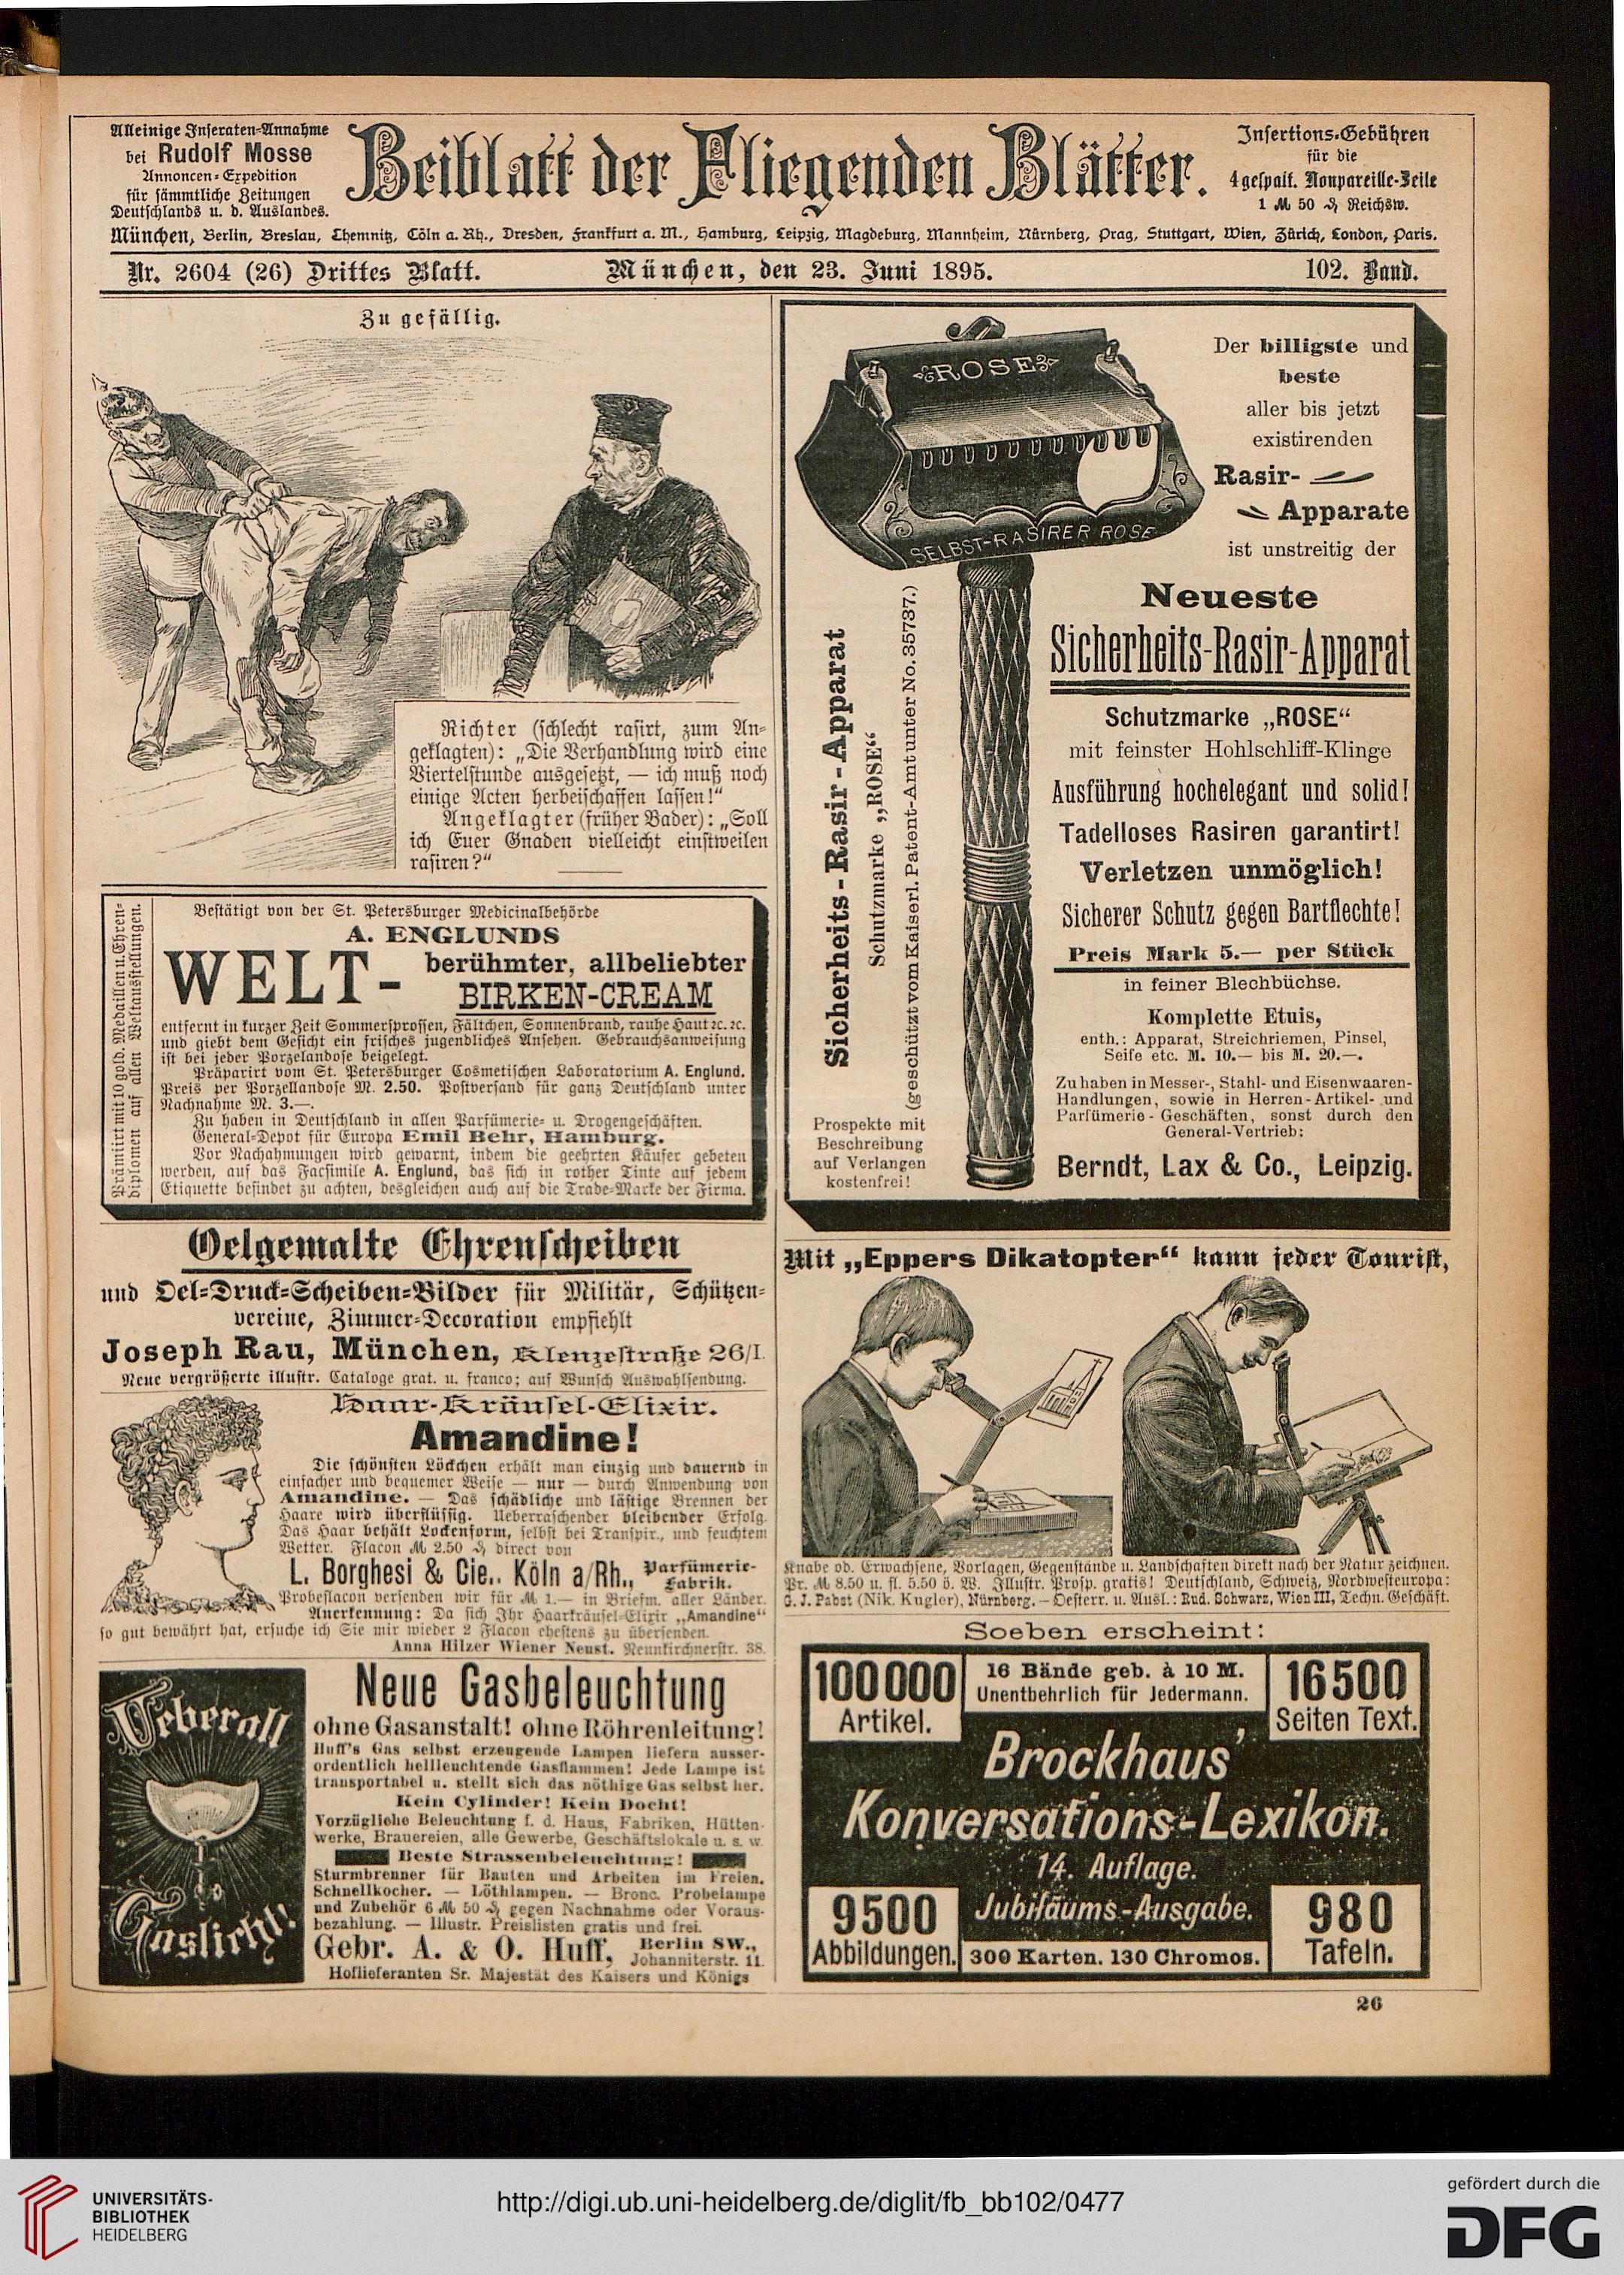 Alleinige Inseraten-Annahme
bei Rudolf Mosse
Annoncen-Expedition
für sämmtliche Zeitungen
Deutschlands u. d. Auslandes.
Beiblatt der Fliegenden Blätter.
Insertions-Gebühren
für die
4 gespalt. Nonpareille-Zeile
1 M 50 ₰ Reichsw.
München, Berlin, Breslau, Chemnitz, Cöln a. Rh., Dresden, Frankfurt a. M., Hamburg, Leipzig, Magdeburg, Mannheim, Nürnberg, Prag, Stuttgart, Wien, Zürich, London, Paris.
Nr. 2604 (26) Drittes Blatt. München, den 23. Juni 1895. 102. Band.
Zu gefällig.
Richter (schlecht rasirt, zum An-
geklagten): „Die Verhandlung wird eine
Viertelstunde ausgesetzt, — ich muß noch
einige Acten herbeischaffen lassen!“
Angeklagter (früher Bader): „Soll
ich Euer Gnaden vielleicht einstweilen
rasiren?“
Prämirt mit 10 gold. Medaillen u. Ehren-
diplomen auf allen Weltausstellungen.
Bestätigt von der St. Petersburger Medicinalbehörde
A. ENGLUNDS
WELT-
berühmter, allbeliebter
BIRKEN-CREAM
entfernt in kurzer Zeit Sommersprossen, Fältchen, Sonnenbrand, rauhe Haut ꝛc. ꝛc.
und giebt dem Gesicht ein frisches jugendliches Ansehen. Gebrauchsanweisung
ist bei jeder Porzelandose beigelegt.
Präparirt vom St. Petersburger Cosmetischen Laboratorium A. Englund.
Preis per Porzellandose M. 2.50. Postversand für ganz Deutschland unter
Nachnahme M. 3.—.
Zu haben in Deutschland in allen Parfümerie- u. Drogengeschäften.
General-Depot für Europa Emil Behr, Hamburg.
Vor Nachahmungen wird gewarnt, indem die geehrten Käufer gebeten
werden, auf das Facsimile A. Englund, das sich in rother Tinte auf jedem
Etiquette befindet zu achten, desgleichen auch auf die Trade-Marke der Firma.
Oelgemalte Ehrenscheiben
und Oel-Druck-Scheiben-Bilder für Militär, Schützen-
vereine, Zimmer-Decoration empfiehlt
Joseph Rau, München, Klenzestraße 26/I.
Neue vergrößerte illustr. Cataloge grat. u. franco; auf Wunsch Auswahlsendung.
Haar-Kräusel-Elixir.
Amandine!
Die schönsten Löckchen erhält man einzig und dauernd in
einfacher und bequemer Weise — nur — durch Anwendung von
Amandine. — Das schädliche und lästige Brennen der
Haare wird überflüssig. Ueberraschender bleibender Erfolg.
Das Haar behält Lockenform, selbst bei Transpir., und feuchtem
Wetter. Flacon M 2.50 ₰ direct von
L. Borghesi & Cie., Köln a/Rh., Parfümerie-
Fabrik.
Probeflacon versenden wir für M 1.— in Briefm. aller Länder.
Anerkennung: Da sich Ihr Haarkräusel-Elixir „Amandine“
so gut bewährt hat, ersuche ich Sie mir wieder 2 Flacon ehestens zu übersenden.
Anna Hilzer Wiener Neust. Neunkirchnerstr. 38.
Ueberall
Gaslicht!
Neue Gasbeleuchtung
ohne Gasanstalt! ohne Röhrenleitung!
Huff's Gas selbst erzeugende Lampen liefern ausser-
ordentlich hellleuchtende Gasflammen! Jede Lampe ist
transportabel u. stellt sich das nöthige Gas selbst her.
Kein Cylinder! Kein Docht!
Vorzügliche Beleuchtung f. d. Haus, Fabriken, Hütten-
werke, Brauereien, alle Gewerbe, Geschäftslokale u. s. w.
Beste Strassenbeleuchtung!
Sturmbrenner für Bauten und Arbeiten im Freien.
Schnellkocher. — Löthlampen. — Bronc. Probelampe
und Zubehör 6 M 50 ₰ gegen Nachnahme oder Voraus-
bezahlung. — Illustr. Preislisten gratis und frei.
Gebr. A. & O. Huff, Berlin SW.,
Johanniterstr. 11.
Hoflieferanten Sr. Majestät des Kaisers und Königs
ROSE
SELBST-RASIRER ROSE
Sicherheits-Rasir-Apparat
Schutzmarke „ROSE“
(geschützt vom Kaiserl. Patent-Amt unter No. 35737.)
Prospekte mit
Beschreibung
auf Verlangen
kostenfrei!
Der billigste und
beste
aller bis jetzt
existirenden
Rasir-
Apparate
ist unstreitig der
Neueste
Sicherheits-Rasir-Apparat
Schutzmarke „ROSE“
mit feinster Hohlschliff-Klinge
Ausführung hochelegant und solid!
Tadelloses Rasiren garantirt!
Verletzen unmöglich!
Sicherer Schutz gegen Bartflechte!
Preis Mark 5.— per Stück
in feiner Blechbüchse.
Komplette Etuis,
enth.: Apparat, Streichriemen, Pinsel,
Seife etc. M. 10.— bis M. 20.—.
Zu haben in Messer-, Stahl- und Eisenwaaren-
Handlungen, sowie in Herren-Artikel- und
Parfümerie-Geschäften, sonst durch den
General-Vertrieb:
Berndt, Lax & Co., Leipzig.
Mit „Eppers Dikatopter“ kann jeder Tourist,
Knabe od. Erwachsene, Vorlagen, Gegenstände u. Landschaften direkt nach der Natur zeichnen.
Pr. M 8.50 u. fl. 5.50 ö. W. Illustr. Prosp. gratis! Deutschland, Schweiz, Nordwesteuropa:
G. J. Pabst (Nik. Kugler), Nürnberg. — Oesterr. u. Ausl.: Rud. Schwarz, Wien III, Techn. Geschäft.
Soeben erscheint:
100000
Artikel.
16 Bände geb. à 10 M.
Unentbehrlich für Jedermann.
16500
Seiten Text.
Brockhaus'
Konversations-Lexikon.
14. Auflage.
Jubiläums-Ausgabe.
9500
Abbildungen.
300 Karten. 130 Chromos.
980
Tafeln.
26
UNIVERSITÄTS-
BIBLIOTHEK
HEIDELBERG
http://digi.ub.uni-heidelberg.de/diglit/fb_bb102/0477
gefördert durch die
DFG